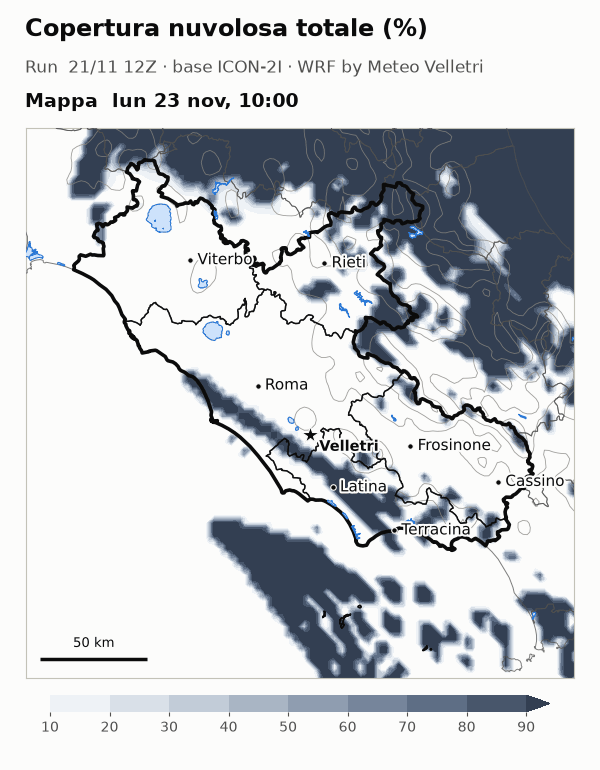 Copertura nuvolosa totale (%)
Run  21/11 12Z · base ICON-2I · WRF by Meteo Velletri
Mappa  lun 23 nov, 10:00
Viterbo
Rieti
Roma
Velletri
Frosinone
Latina
Cassino
Terracina
50 km
10 20 30 40 50 60 70 80 90